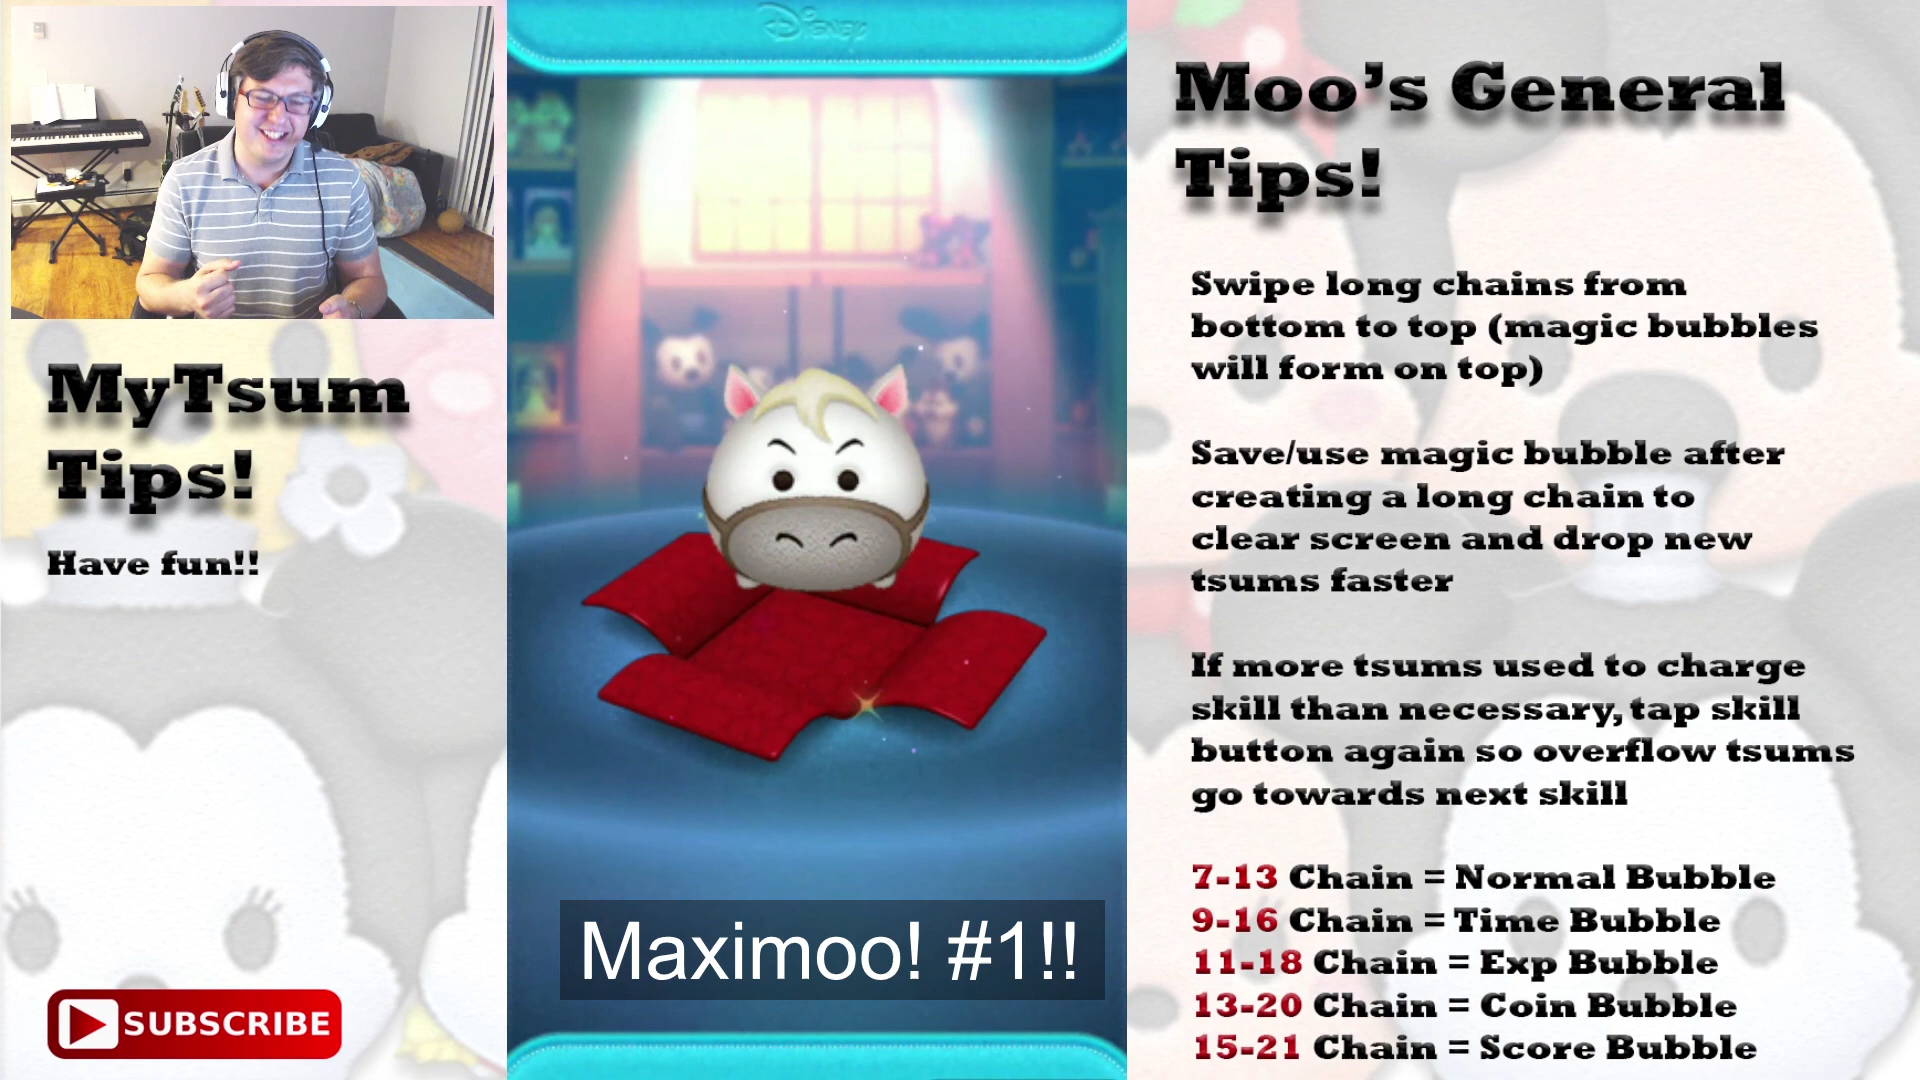 MyTsum
Tips!
Have fun!!
SUBSCRIBE
Disney
Maximoo! #1!!
Moo's General
Tips!
Swipe long chains from
bottom to top (magic bubbles
will form on top)
Save/use magic bubble after
creating a long chain to
clear screen and drop new
tsums faster
If more tsums used to charge
skill than necessary, tap skill
button again so overflow tsums
go towards next skill
7-13 Chain = Normal Bubble
9-16 Chain = Time Bubble
11-18 Chain = Exp Bubble
13-20 Chain = Coin Bubble
15-21 Chain = Score Bubble